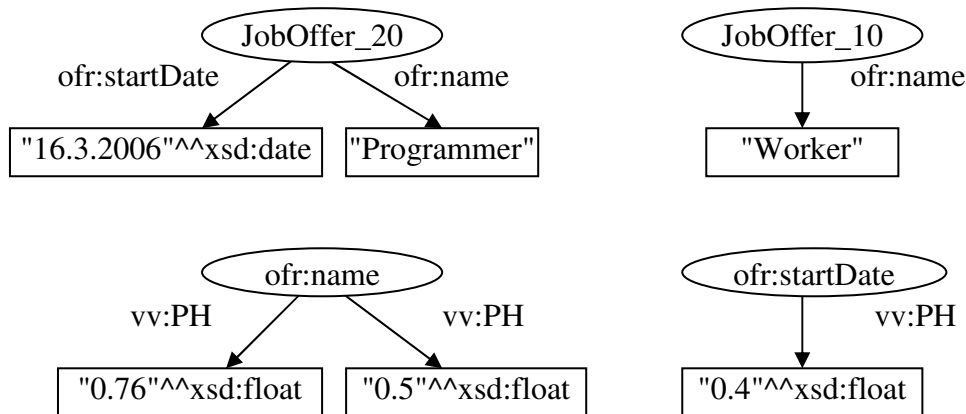 JobOffer_20
JobOffer_10
ofr:startDate
ofr:name
ofr:name
"16.3.2006"^^xsd:date
"Programmer"
"Worker"
ofr:name
ofr:startDate
vv:PH
vv:PH
vv:PH
"0.76"^^xsd:float
"0.5"^^xsd:float
"0.4"^^xsd:float